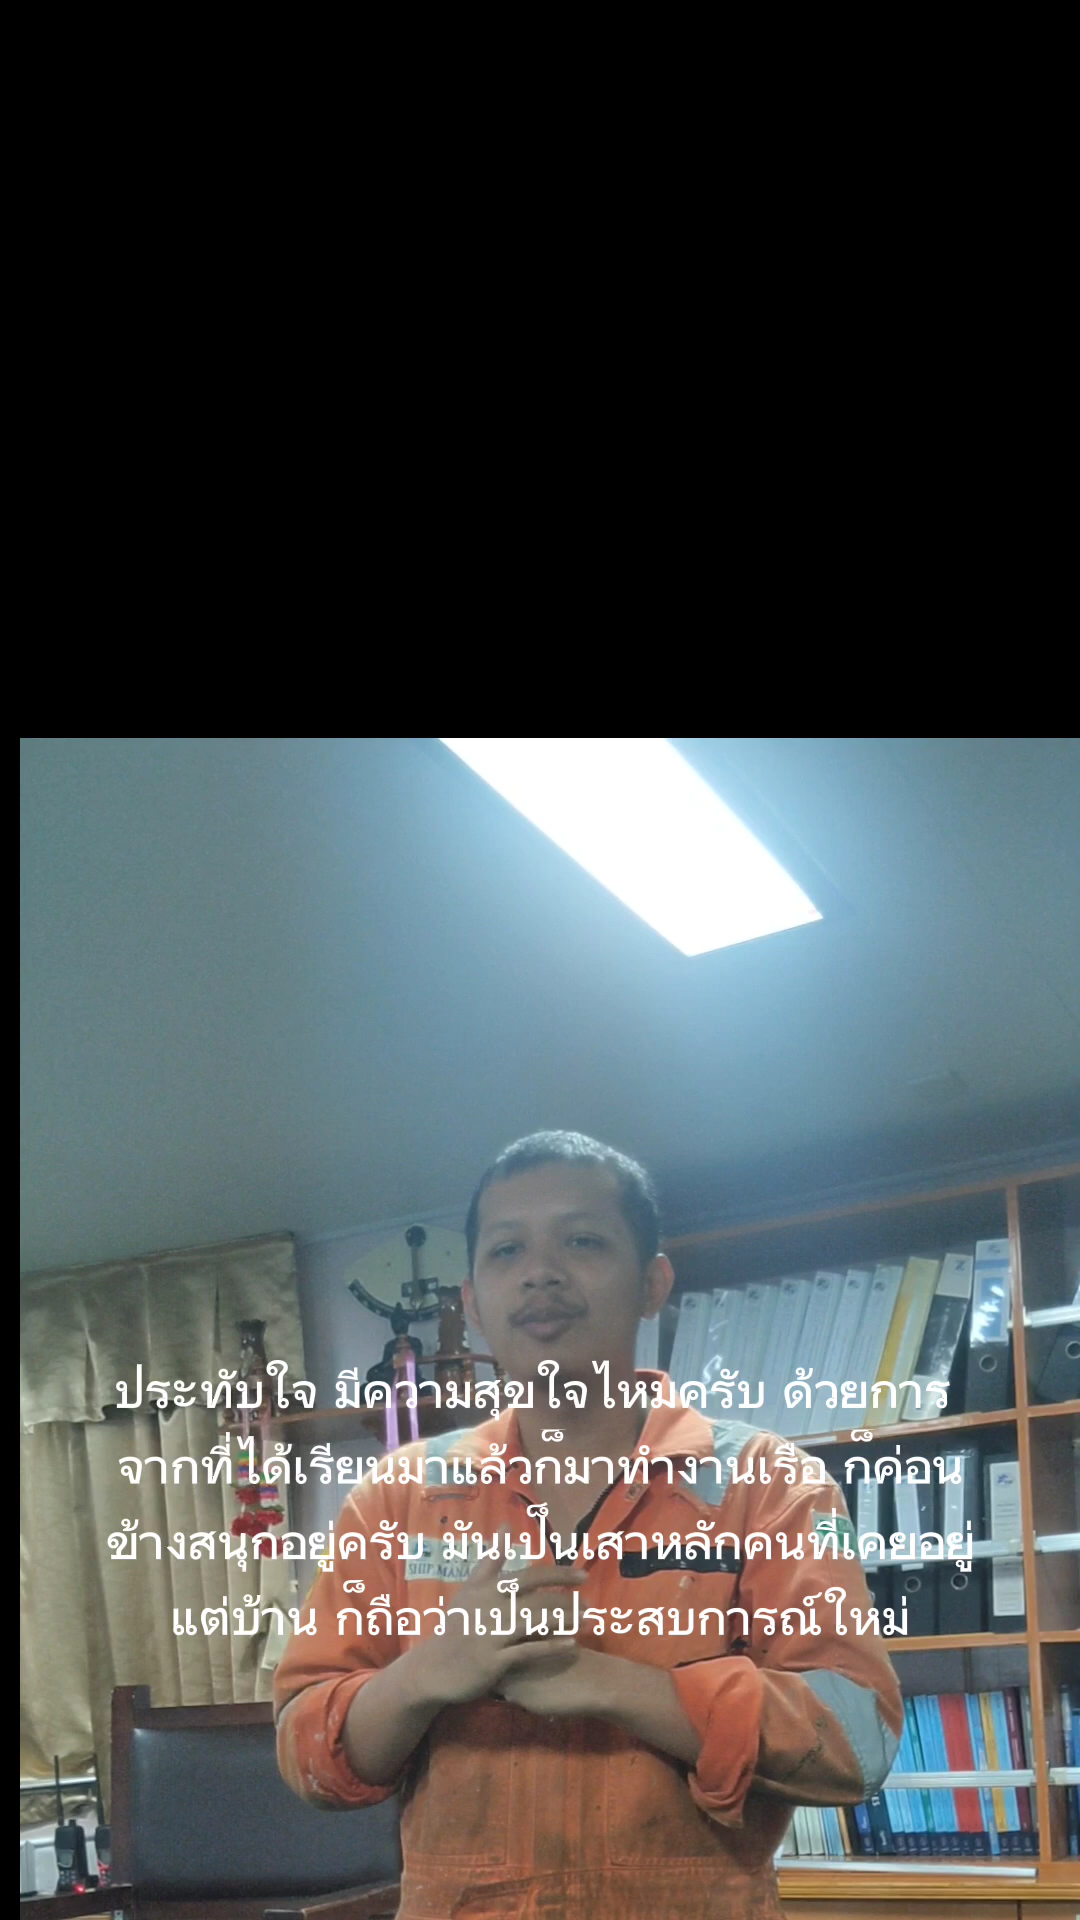 ประทับใจ มีความสุขใจไหมครับ ด้วยการ
จากที่ได้เรียนมาแล้วก็มาทำงานเรือ ก็ค่อน
ข้างสนุกอยู่ครับ มันเป็นเสาหลักคนที่เคยอยู่
แต่บ้าน ก็ถือว่าเป็นประสบการณ์ใหม่
SHIP MANA